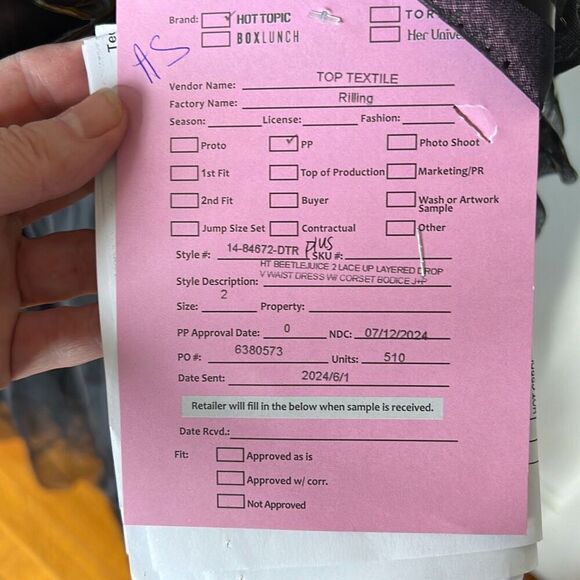 Brand: HOT TOPIC TOR
BOXLUNCH Her Unive
AS
Vendor Name: TOP TEXTILE
Factory Name: Rilling
Season: License: Fashion:
Proto PP Photo Shoot
1st Fit Top of Production Marketing/PR
2nd Fit Buyer Wash or Artwork Sample
Jump Size Set Contractual Other
Style #: 14-84672-DTR plus SKU #:
HT BEETLEJUICE 2 LACE UP LAYERED DROP
Style Description: V WAIST DRESS W/ CORSET BODICE J+P
Size: 2 Property:
PP Approval Date: 0 NDC: 07/12/2024
PO #: 6380573 Units: 510
Date Sent: 2024/6/1
Retailer will fill in the below when sample is received.
Date Rcvd.:
Fit: Approved as is
Approved w/ corr.
Not Approved